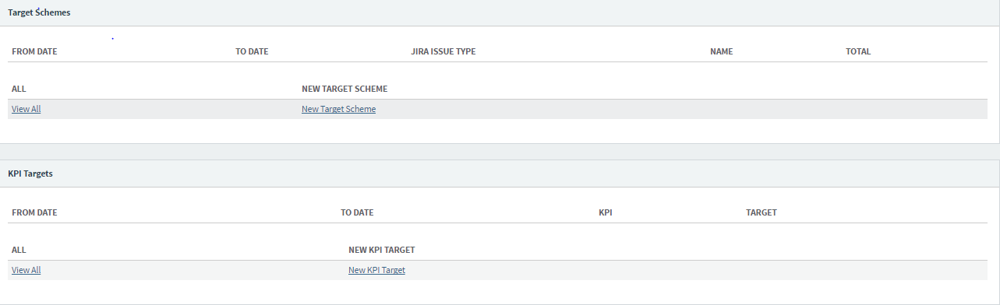 Target Schemes
FROM DATE TO DATE JIRA ISSUE TYPE NAME TOTAL
ALL NEW TARGET SCHEME
View All New Target Scheme
KPI Targets
FROM DATE TO DATE KPI TARGET
ALL NEW KPI TARGET
View All New KPI Target